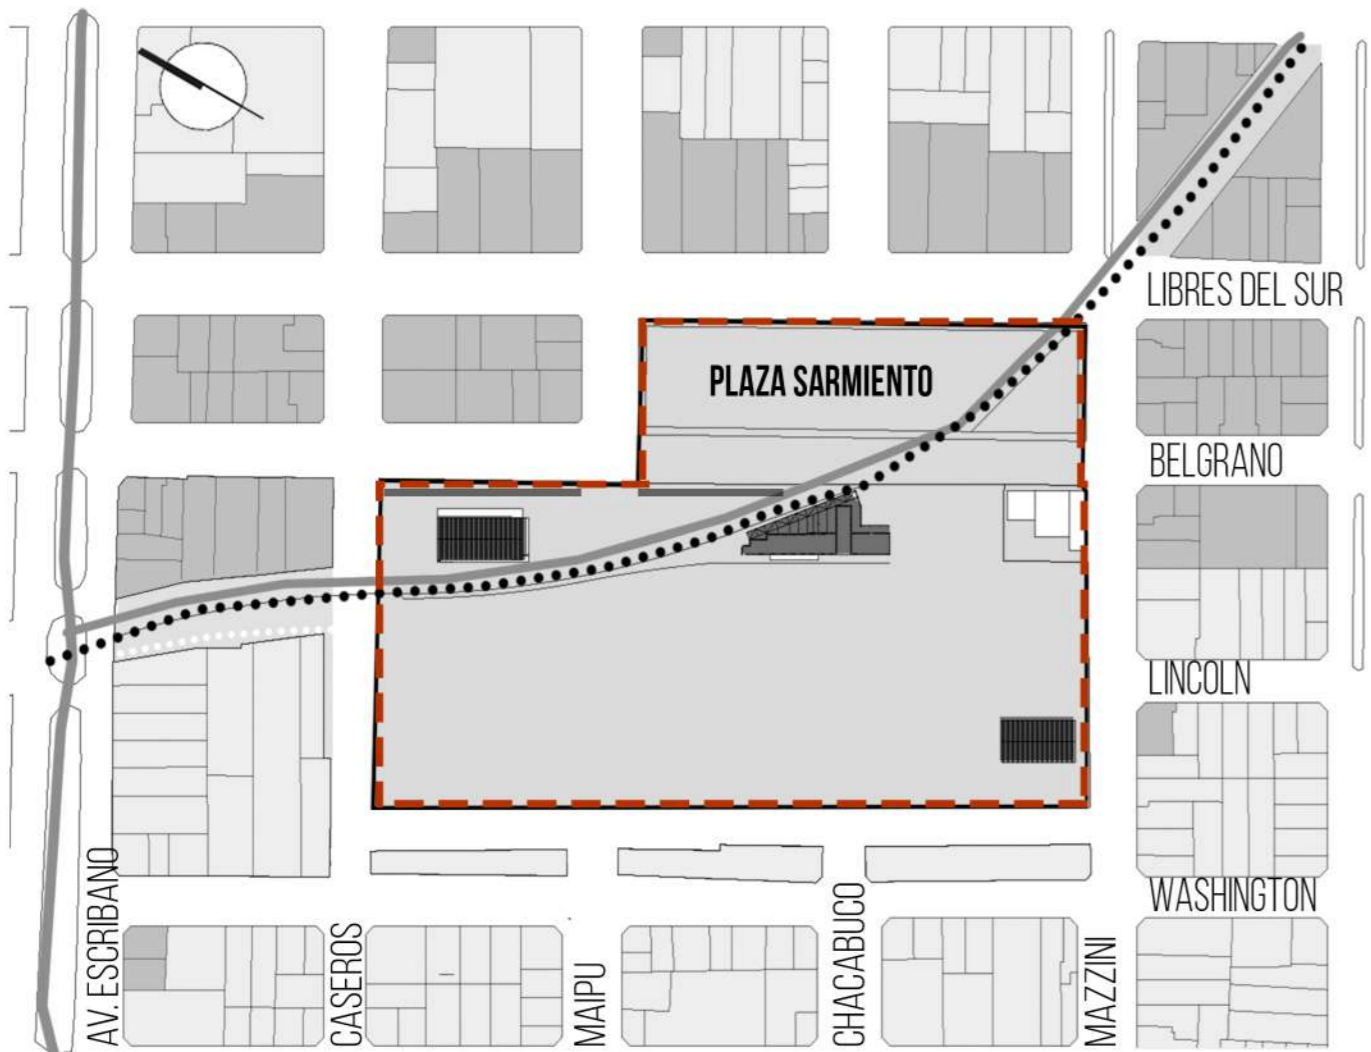 LIBRES DEL SUR
PLAZA SARMIENTO
BELGRANO
LINCOLN
WASHINGTON
AV. ESCRIBANO
CASEROS
MAIPU
CHACABUCO
MAZZINI